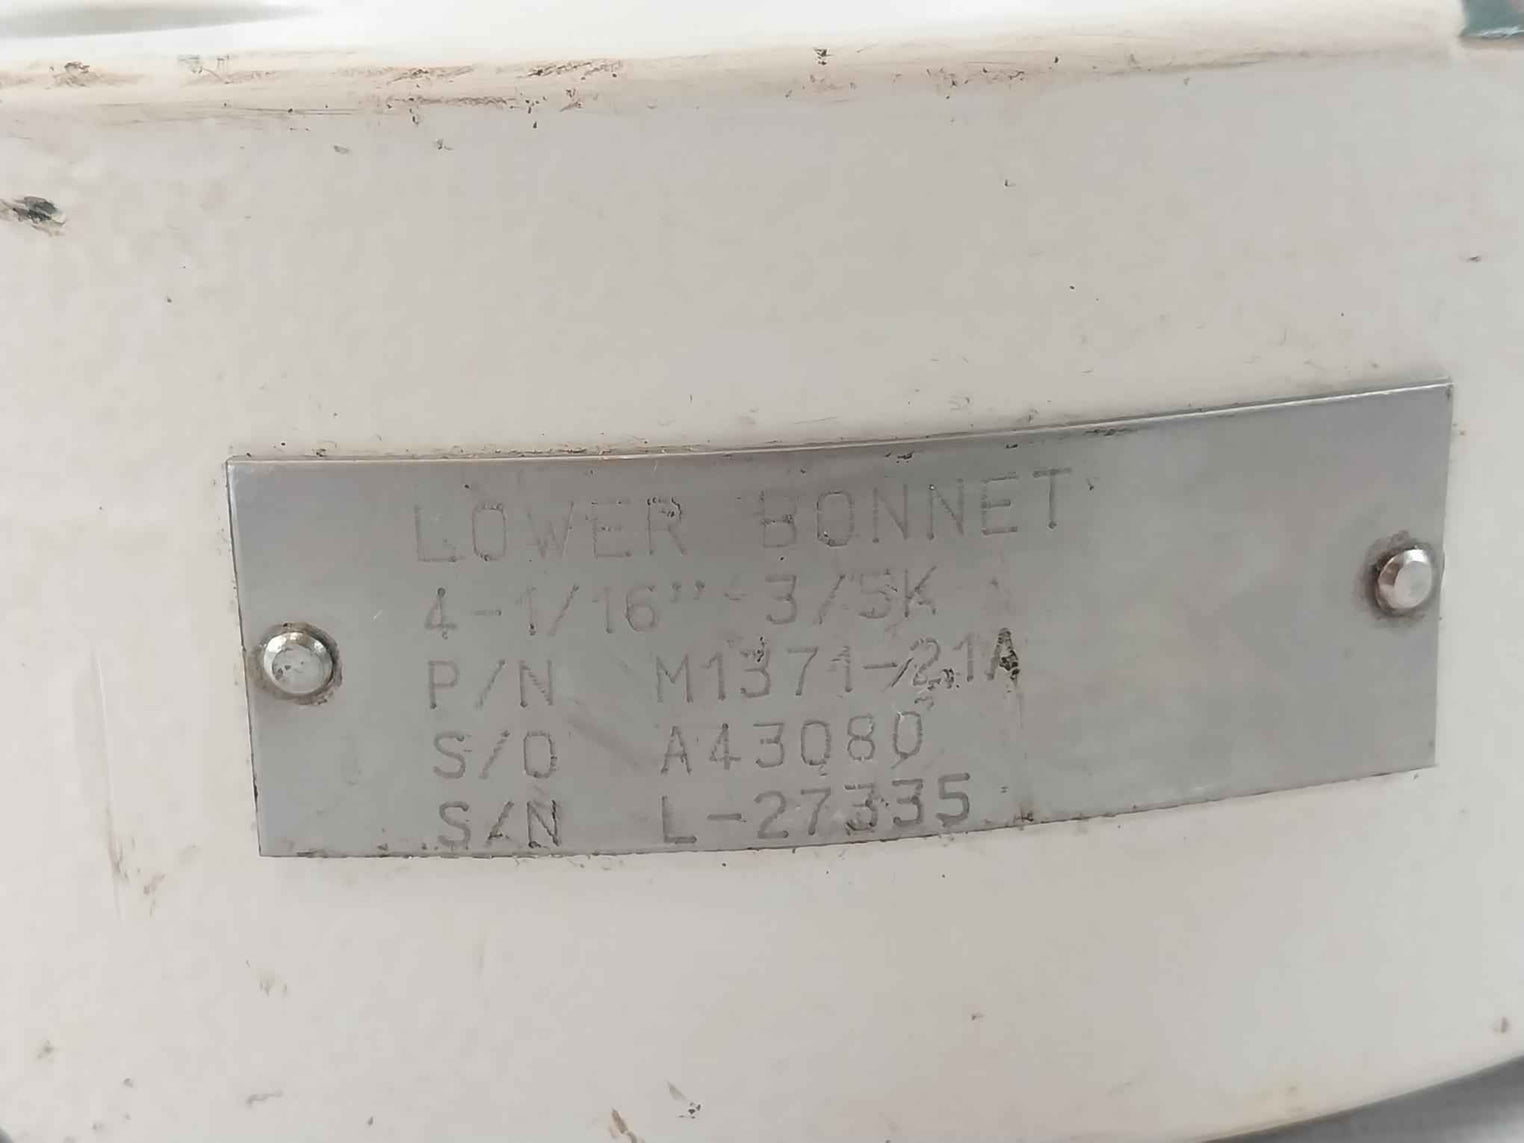 LOWER BONNET
4-1/16" 3/5K
P/N M1371-21A
S/O A43080
S/N L-27335